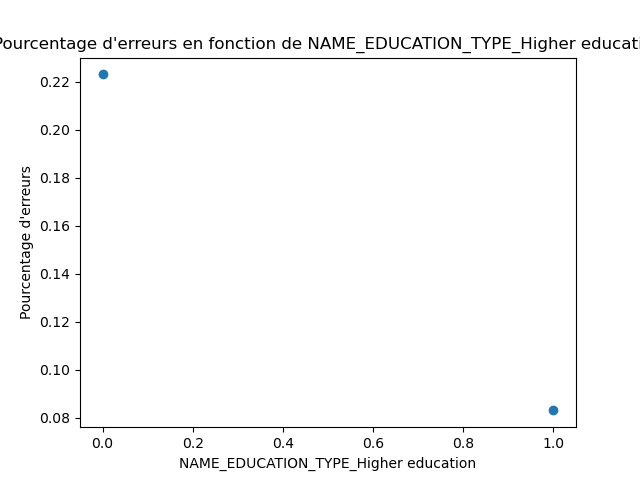 Pourcentage d'erreurs en fonction de NAME_EDUCATION_TYPE_Higher educati
0.22
0.20
0.18
0.16
0.14
0.12
0.10
0.08
Pourcentage d'erreurs
0.0 0.2 0.4 0.6 0.8 1.0
NAME_EDUCATION_TYPE_Higher education